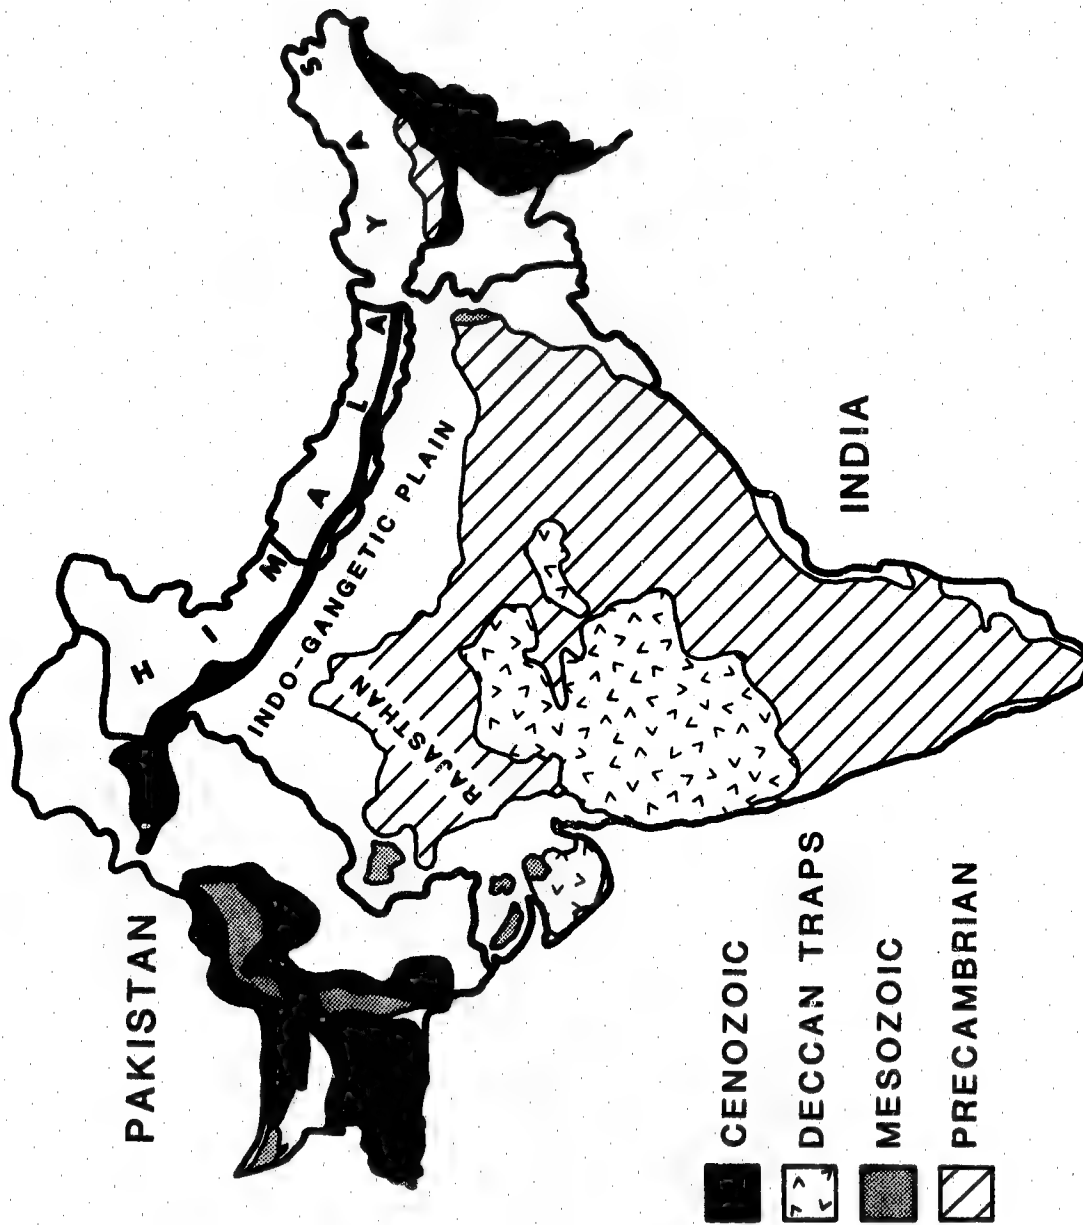 PAKISTAN
HIMALAYAS
INDO-GANGETIC PLAIN
RAJASTHAN
INDIA
CENOZOIC
DECCAN TRAPS
MESOZOIC
PRECAMBRIAN